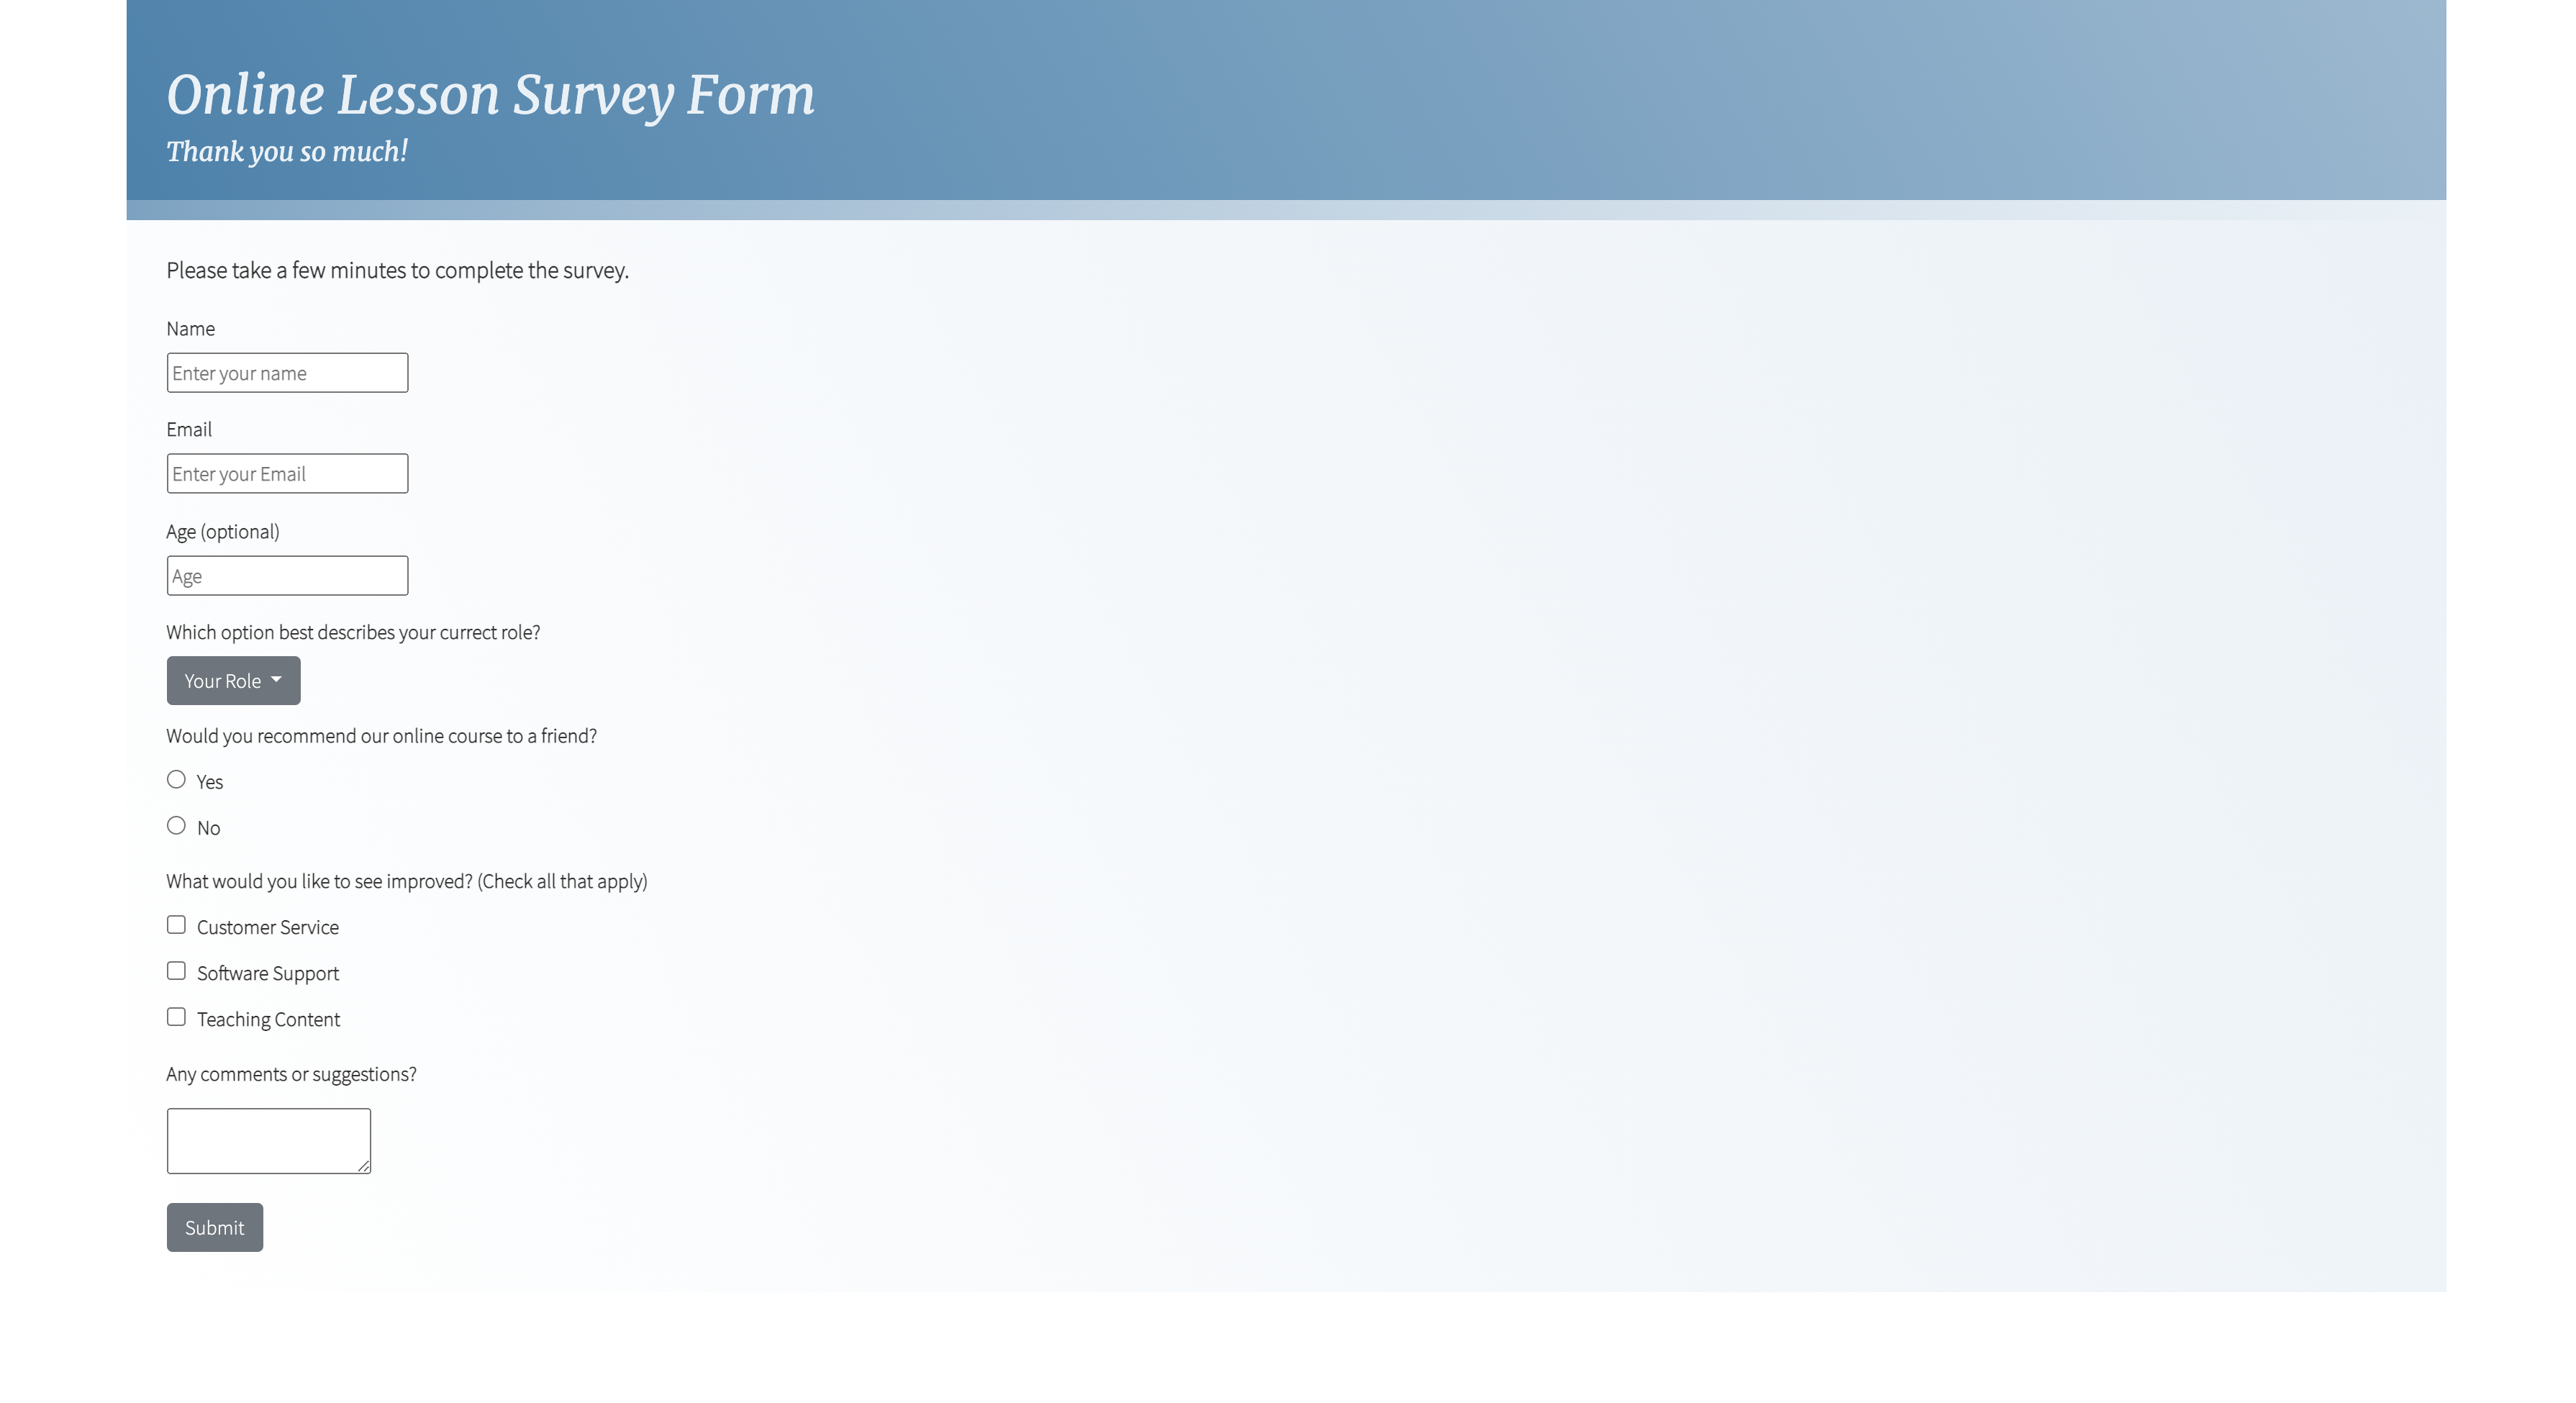 Online Lesson Survey Form
Thank you so much!
Please take a few minutes to complete the survey.
Name
Enter your name
Email
Enter your Email
Age (optional)
Age
Which option best describes your currect role?
Your Role
Would you recommend our online course to a friend?
Yes
No
What would you like to see improved? (Check all that apply)
Customer Service
Software Support
Teaching Content
Any comments or suggestions?
Submit